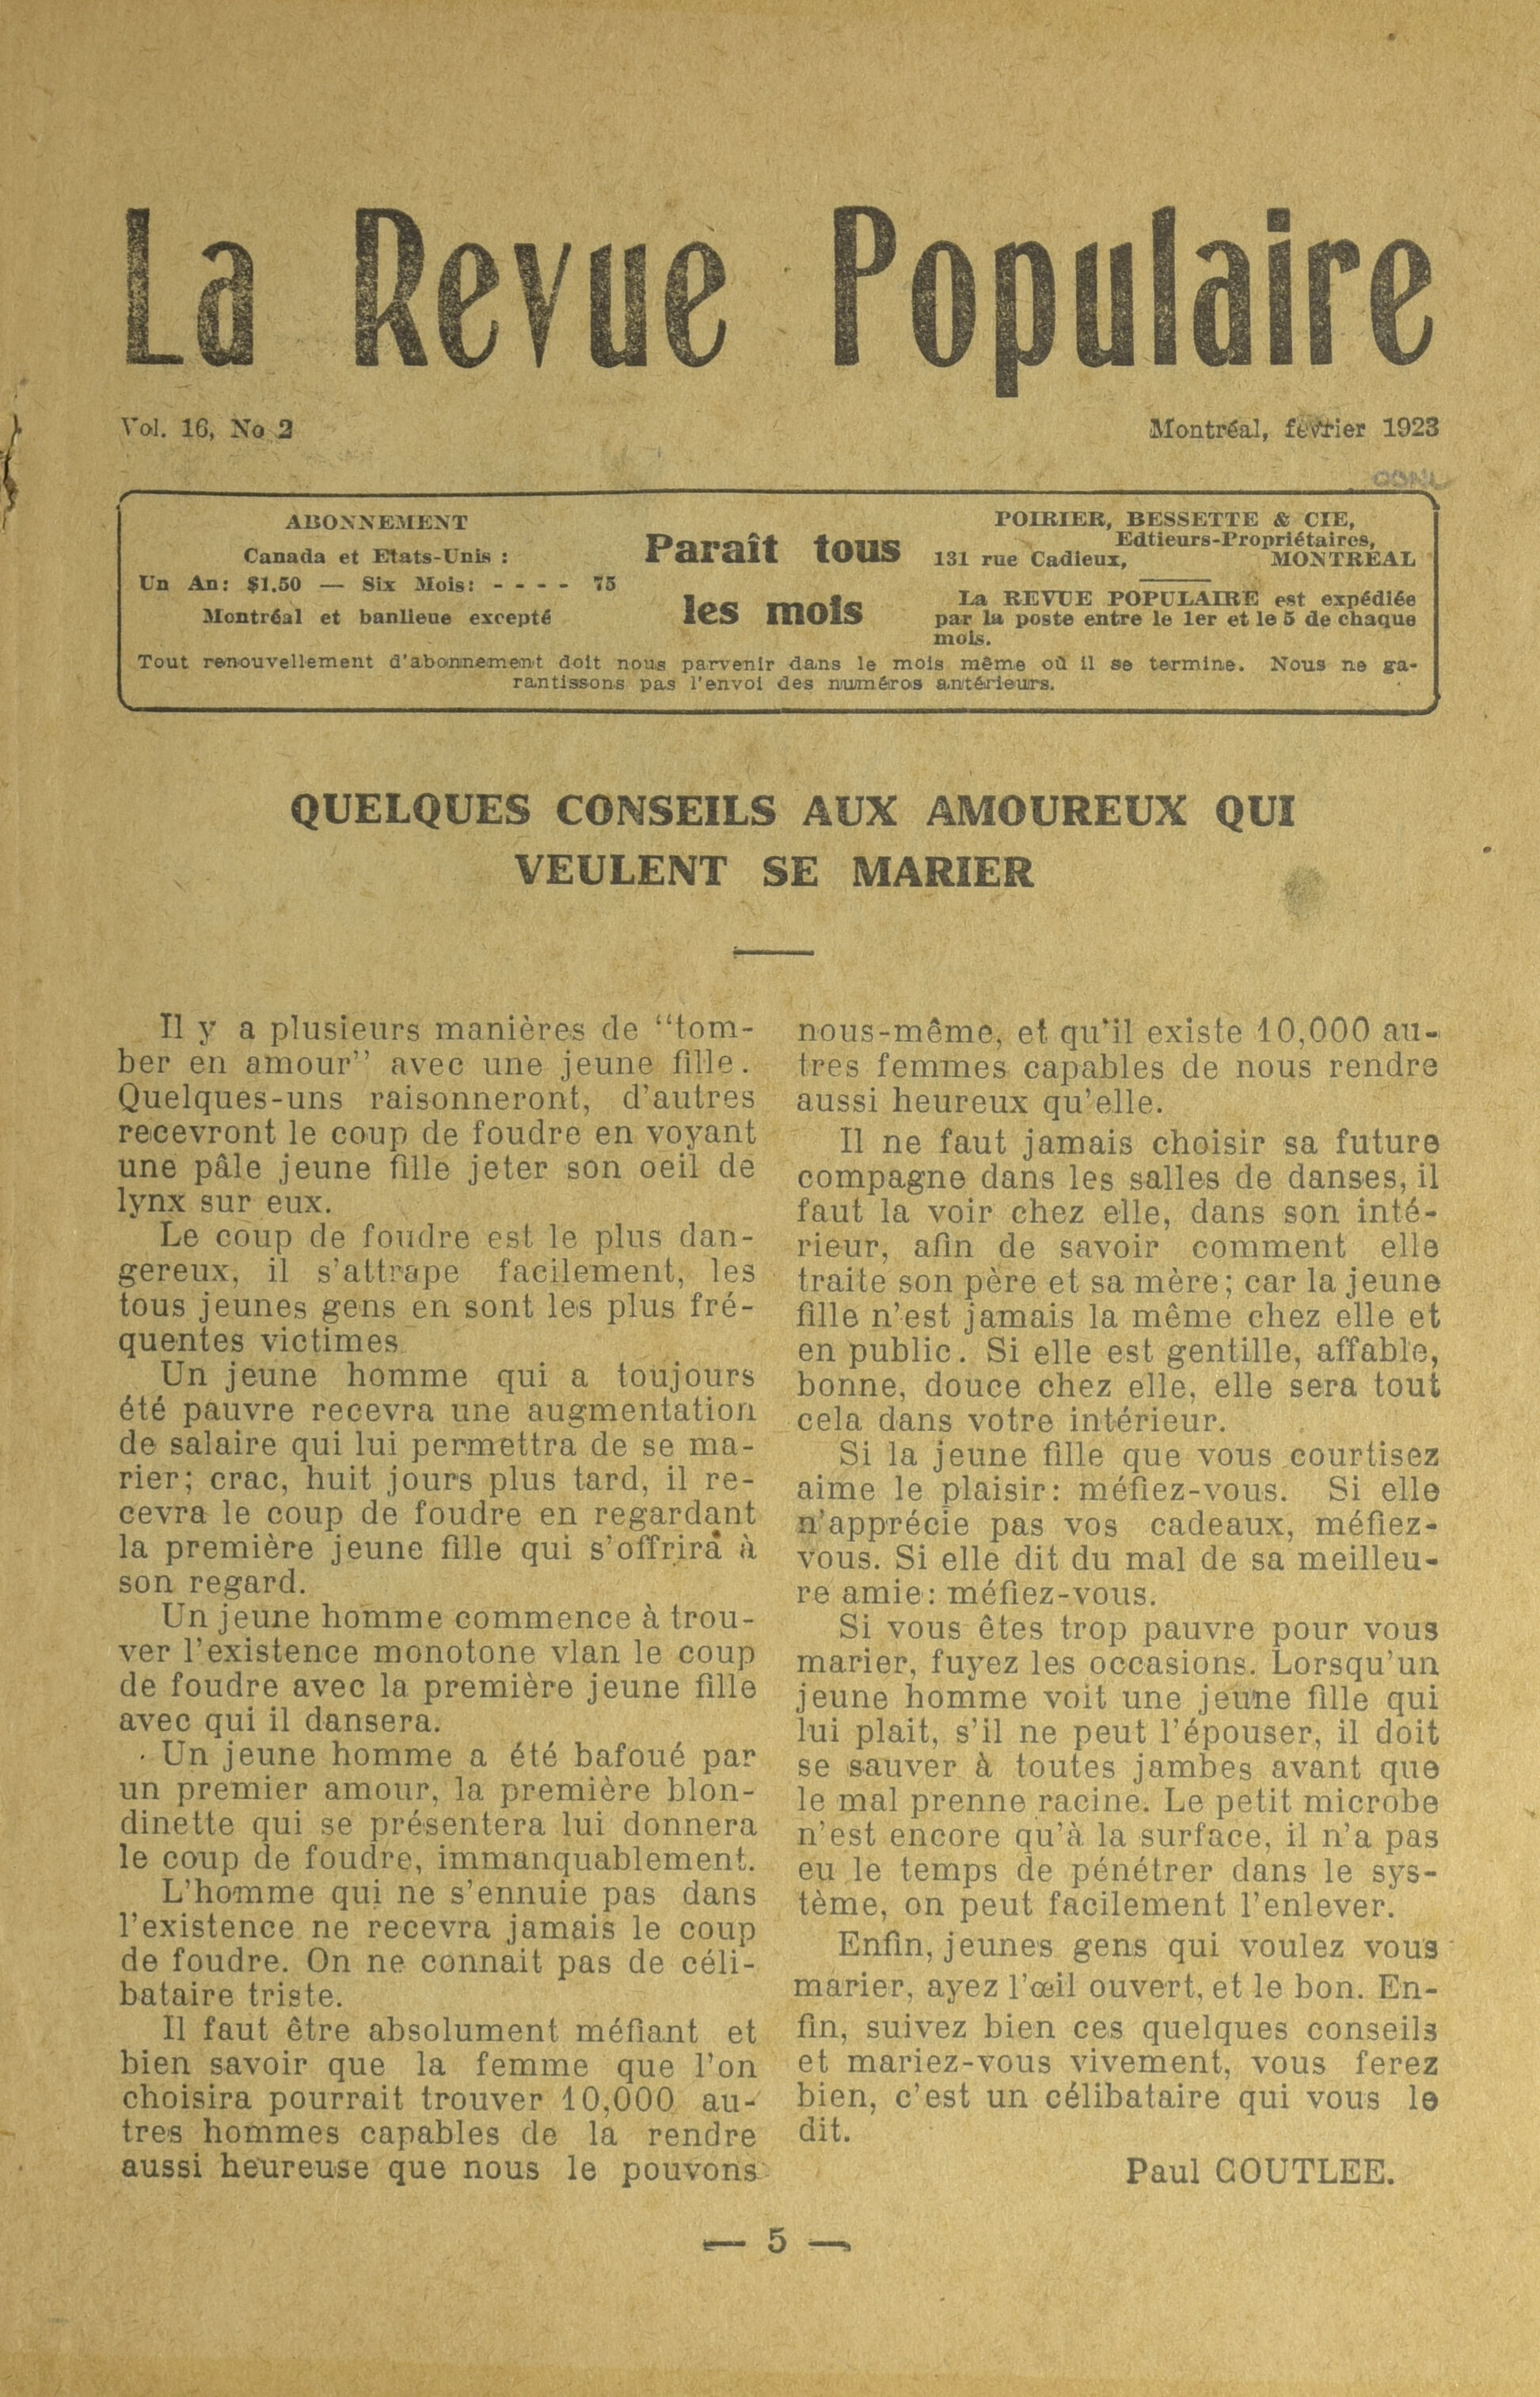 La Revue Populaire
Vol. 16, No 2
Montréal, février 1923
ABONNEMENT
Canada et Etats-Unis :
Un An: $1.50 — Six Mois: - - - - 75
Montréal et banlieue excepté
Paraît tous
les mois
POIRIER, BESSETTE & CIE,
Edtieurs-Propriétaires,
131 rue Cadieux, MONTREAL
La REVUE POPULAIRE est expédiée
par la poste entre le 1er et le 5 de chaque
mois.
Tout renouvellement d'abonnement doit nous parvenir dans le mois même où il se termine. Nous ne ga-
rantissons pas l'envoi des numéros antérieurs.
QUELQUES CONSEILS AUX AMOUREUX QUI
VEULENT SE MARIER
Il y a plusieurs manières de "tom-
ber en amour" avec une jeune fille.
Quelques-uns raisonneront, d'autres
recevront le coup de foudre en voyant
une pâle jeune fille jeter son oeil de
lynx sur eux.
Le coup de foudre est le plus dan-
gereux, il s'attrape facilement, les
tous jeunes gens en sont les plus fré-
quentes victimes
Un jeune homme qui a toujours
été pauvre recevra une augmentation
de salaire qui lui permettra de se ma-
rier; crac, huit jours plus tard, il re-
cevra le coup de foudre en regardant
la première jeune fille qui s'offrira à
son regard.
Un jeune homme commence à trou-
ver l'existence monotone vlan le coup
de foudre avec la première jeune fille
avec qui il dansera.
Un jeune homme a été bafoué par
un premier amour, la première blon-
dinette qui se présentera lui donnera
le coup de foudre, immanquablement.
L'homme qui ne s'ennuie pas dans
l'existence ne recevra jamais le coup
de foudre. On ne connait pas de céli-
bataire triste.
Il faut être absolument méfiant et
bien savoir que la femme que l'on
choisira pourrait trouver 10,000 au-
tres hommes capables de la rendre
aussi heureuse que nous le pouvons
nous-même, et qu'il existe 10,000 au-
tres femmes capables de nous rendre
aussi heureux qu'elle.
Il ne faut jamais choisir sa future
compagne dans les salles de danses, il
faut la voir chez elle, dans son inté-
rieur, afin de savoir comment elle
traite son père et sa mère; car la jeune
fille n'est jamais la même chez elle et
en public. Si elle est gentille, affable,
bonne, douce chez elle, elle sera tout
cela dans votre intérieur.
Si la jeune fille que vous courtisez
aime le plaisir: méfiez-vous. Si elle
n'apprécie pas vos cadeaux, méfiez-
vous. Si elle dit du mal de sa meilleu-
re amie: méfiez-vous.
Si vous êtes trop pauvre pour vous
marier, fuyez les occasions. Lorsqu'un
jeune homme voit une jeune fille qui
lui plait, s'il ne peut l'épouser, il doit
se sauver à toutes jambes avant que
le mal prenne racine. Le petit microbe
n'est encore qu'à la surface, il n'a pas
eu le temps de pénétrer dans le sys-
tème, on peut facilement l'enlever.
Enfin, jeunes gens qui voulez vous
marier, ayez l'œil ouvert, et le bon. En-
fin, suivez bien ces quelques conseils
et mariez-vous vivement, vous ferez
bien, c'est un célibataire qui vous le
dit.
Paul COUTLEE.
— 5 —